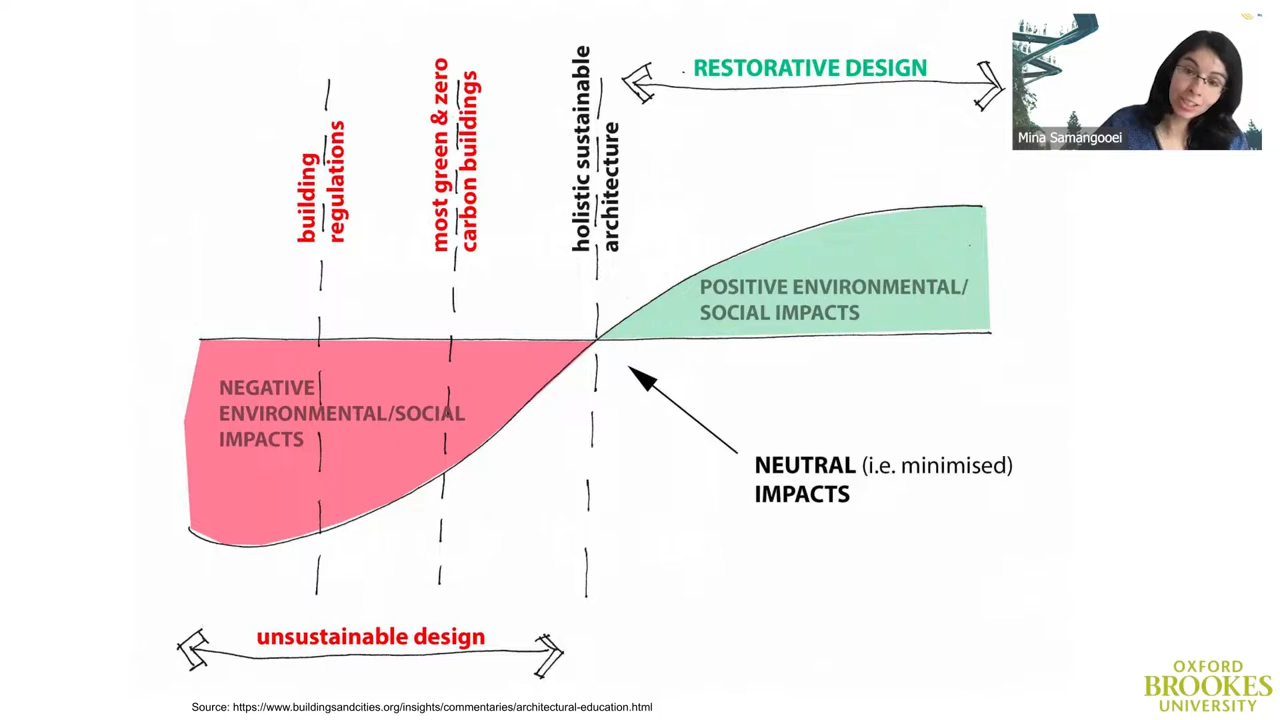 RESTORATIVE DESIGN
Mina Samangooei
building
regulations
most green & zero
carbon buildings
holistic sustainable
architecture
POSITIVE ENVIRONMENTAL/
SOCIAL IMPACTS
NEGATIVE
ENVIRONMENTAL/SOCIAL
IMPACTS
NEUTRAL (i.e. minimised)
IMPACTS
unsustainable design
Source: https://www.buildingsandcities.org/insights/commentaries/architectural-education.html
OXFORD
BROOKES
UNIVERSITY